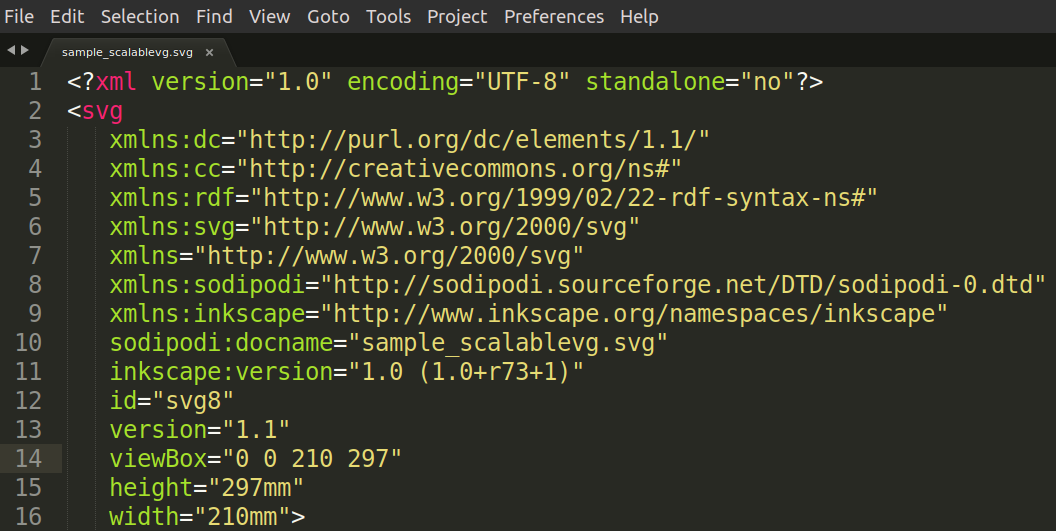 File Edit Selection Find View Goto Tools Project Preferences Help
sample_scalablevg.svg ×
1 <?xml version="1.0" encoding="UTF-8" standalone="no"?>
2 <svg
3 xmlns:dc="http://purl.org/dc/elements/1.1/"
4 xmlns:cc="http://creativecommons.org/ns#"
5 xmlns:rdf="http://www.w3.org/1999/02/22-rdf-syntax-ns#"
6 xmlns:svg="http://www.w3.org/2000/svg"
7 xmlns="http://www.w3.org/2000/svg"
8 xmlns:sodipodi="http://sodipodi.sourceforge.net/DTD/sodipodi-0.dtd"
9 xmlns:inkscape="http://www.inkscape.org/namespaces/inkscape"
10 sodipodi:docname="sample_scalablevg.svg"
11 inkscape:version="1.0 (1.0+r73+1)"
12 id="svg8"
13 version="1.1"
14 viewBox="0 0 210 297"
15 height="297mm"
16 width="210mm">